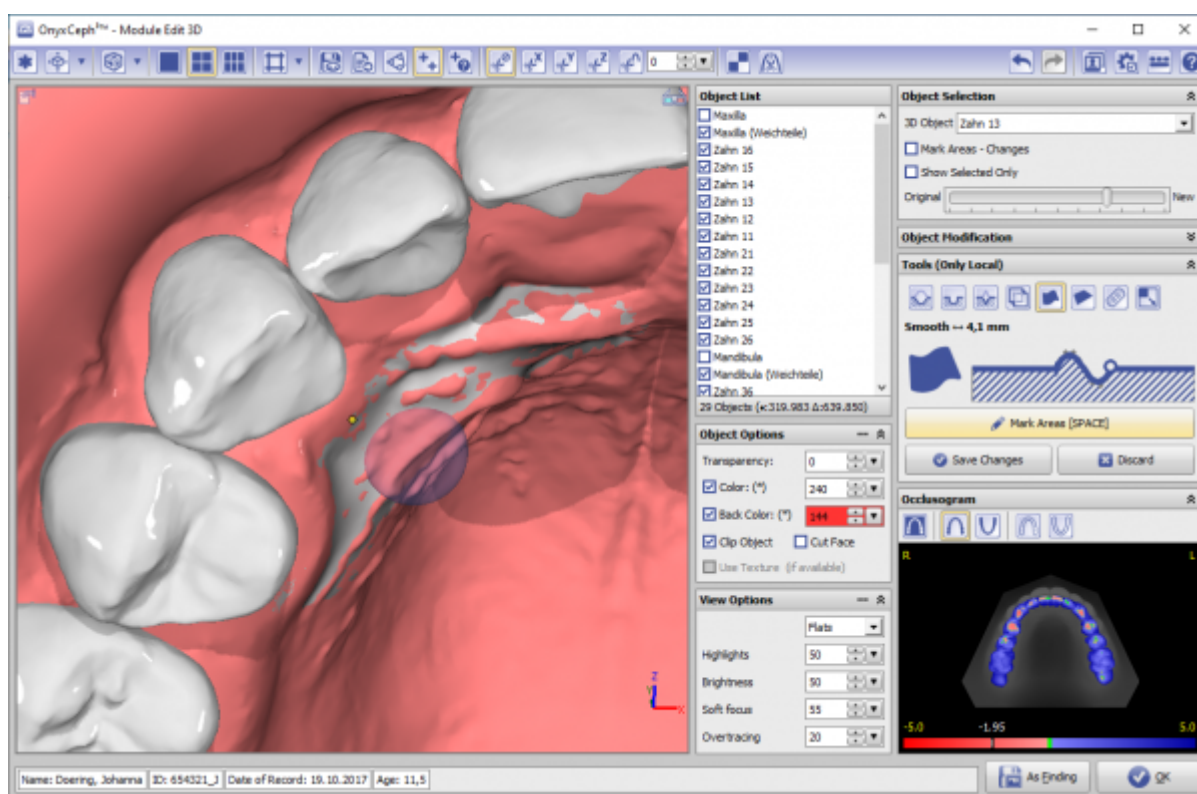 OnyxCeph³™ - Module Edit 3D
0
Object List
Maxilla
Maxilla (Weichteile)
Zahn 16
Zahn 15
Zahn 14
Zahn 13
Zahn 12
Zahn 11
Zahn 21
Zahn 22
Zahn 23
Zahn 24
Zahn 25
Zahn 26
Mandibula
Mandibula (Weichteile)
Zahn 36
29 Objects (•:319.983 Δ:639.850)
Object Options
Transparency: 0
Color: (*) 240
Back Color: (*) 144
Clip Object Cut Face
Use Texture (if available)
View Options
Flats
Highlights 50
Brightness 50
Soft focus 55
Overtracing 20
Object Selection
3D Object Zahn 13
Mark Areas - Changes
Show Selected Only
Original New
Object Modification
Tools (Only Local)
Smooth ↔ 4,1 mm
Mark Areas [SPACE]
Save Changes Discard
Occlusogram
R L
-5.0 -1.95 5.0
Z
Y
X
Name: Doering, Johanna ID: 654321_J Date of Record: 19.10.2017 Age: 11,5
As Finding OK